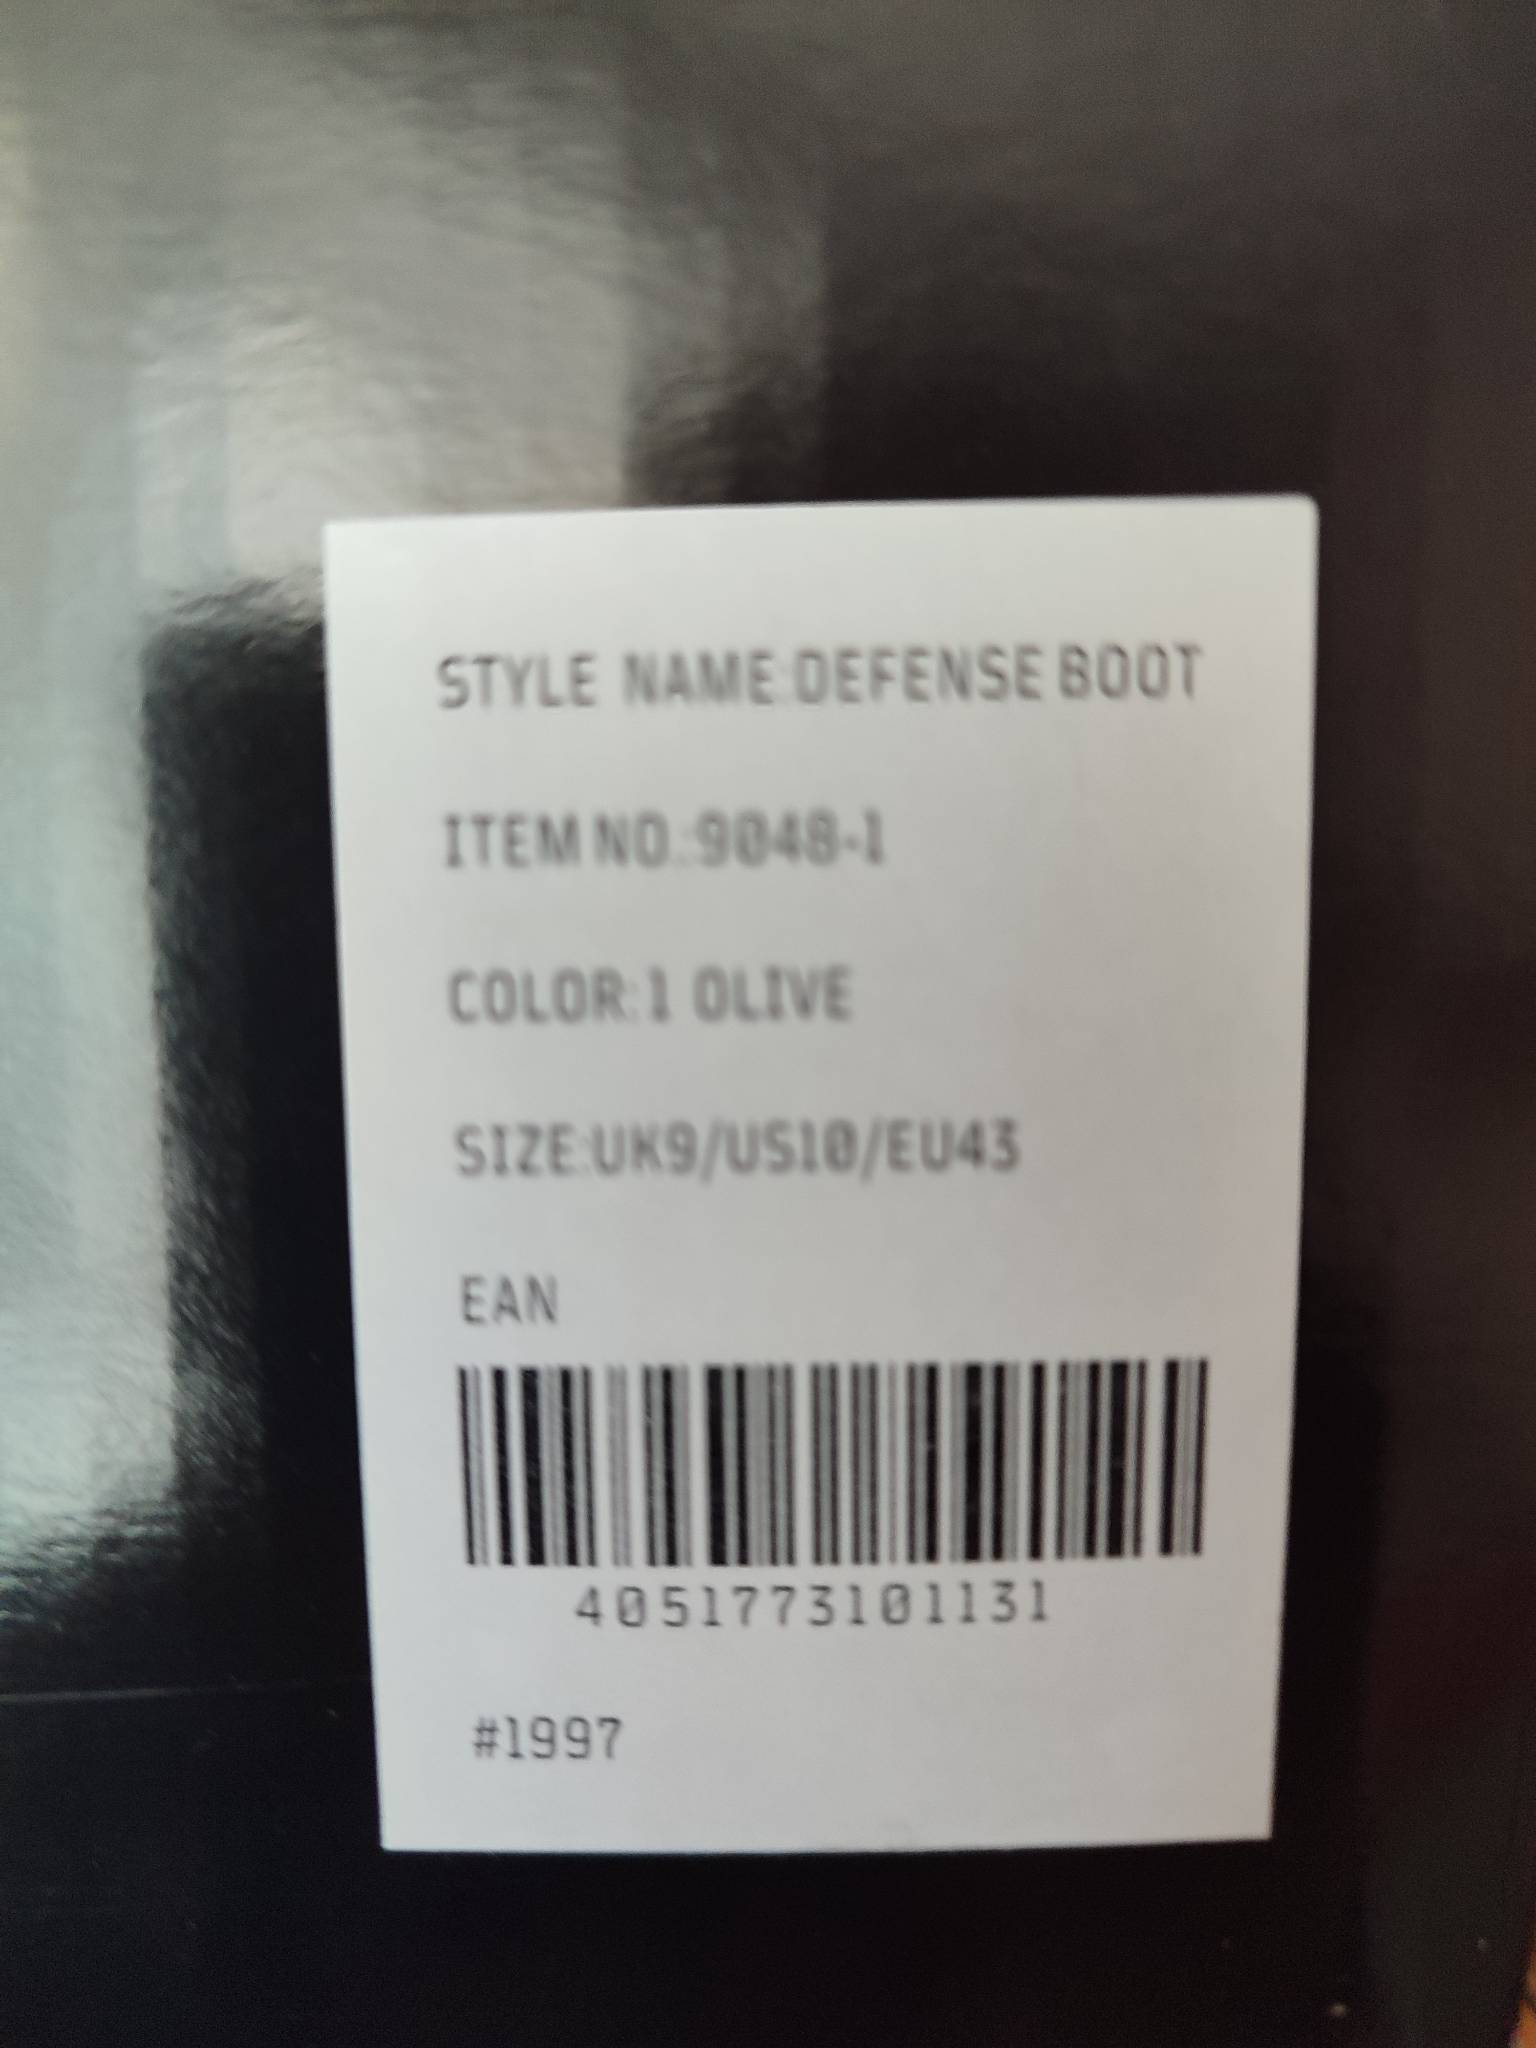 STYLE NAME:DEFENSE BOOT
ITEM NO.:9048-1
COLOR:1 OLIVE
SIZE:UK9/US10/EU43
EAN
4051773101131
#1997